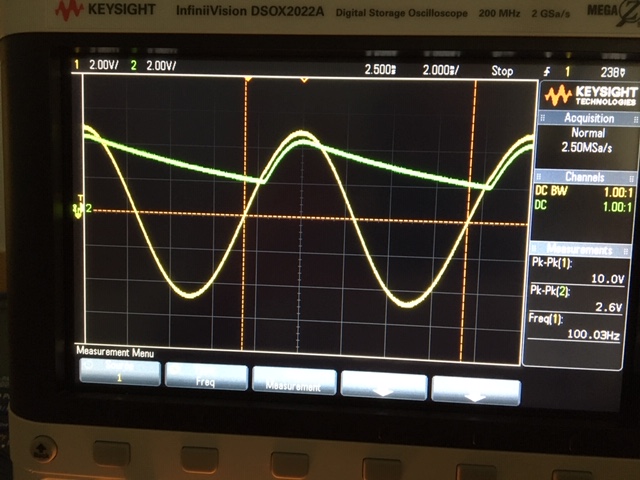 KEYSIGHT InfiniiVision DSOX2022A Digital Storage Oscilloscope 200 MHz 2 GSa/s MEGA Z
1 2.00V/ 2 2.00V/ 2.500ms 2.000ms/ Stop 1 238mV
KEYSIGHT
TECHNOLOGIES
Acquisition
Normal
2.50MSa/s
Channels
DC BW 1.00:1
DC 1.00:1
Measurements
Pk-Pk(1):
10.0V
Pk-Pk(2):
2.6V
Freq(1):
100.03Hz
T
2
Measurement Menu
1
Freq
Measurement